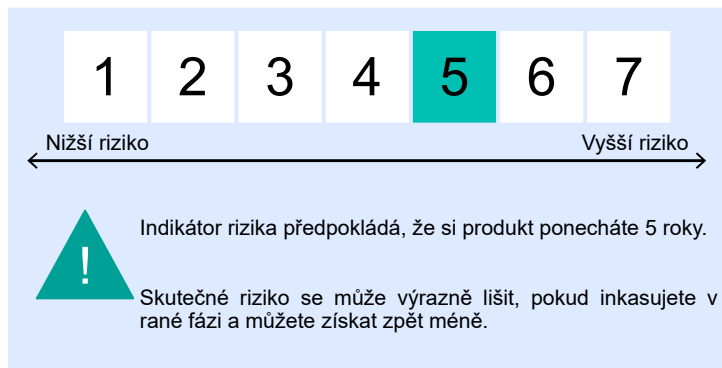 1 2 3 4 5 6 7
Nižší riziko Vyšší riziko
Indikátor rizika předpokládá, že si produkt ponecháte 5 roky.
!
Skutečné riziko se může výrazně lišit, pokud inkasujete v
rané fázi a můžete získat zpět méně.